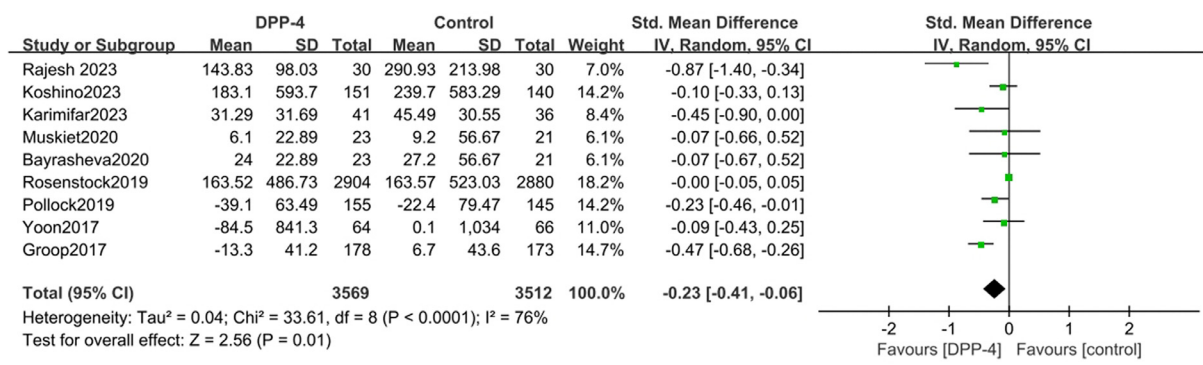 DPP-4 Control Std. Mean Difference Std. Mean Difference
Study or Subgroup Mean SD Total Mean SD Total Weight IV, Random, 95% CI IV, Random, 95% CI
Rajesh 2023 143.83 98.03 30 290.93 213.98 30 7.0% -0.87 [-1.40, -0.34]
Koshino2023 183.1 593.7 151 239.7 583.29 140 14.2% -0.10 [-0.33, 0.13]
Karimifar2023 31.29 31.69 41 45.49 30.55 36 8.4% -0.45 [-0.90, 0.00]
Muskiet2020 6.1 22.89 23 9.2 56.67 21 6.1% -0.07 [-0.66, 0.52]
Bayrasheva2020 24 22.89 23 27.2 56.67 21 6.1% -0.07 [-0.67, 0.52]
Rosenstock2019 163.52 486.73 2904 163.57 523.03 2880 18.2% -0.00 [-0.05, 0.05]
Pollock2019 -39.1 63.49 155 -22.4 79.47 145 14.2% -0.23 [-0.46, -0.01]
Yoon2017 -84.5 841.3 64 0.1 1,034 66 11.0% -0.09 [-0.43, 0.25]
Groop2017 -13.3 41.2 178 6.7 43.6 173 14.7% -0.47 [-0.68, -0.26]
Total (95% CI) 3569 3512 100.0% -0.23 [-0.41, -0.06]
Heterogeneity: Tau² = 0.04; Chi² = 33.61, df = 8 (P < 0.0001); I² = 76%
Test for overall effect: Z = 2.56 (P = 0.01)
-2 -1 0 1 2
Favours [DPP-4] Favours [control]